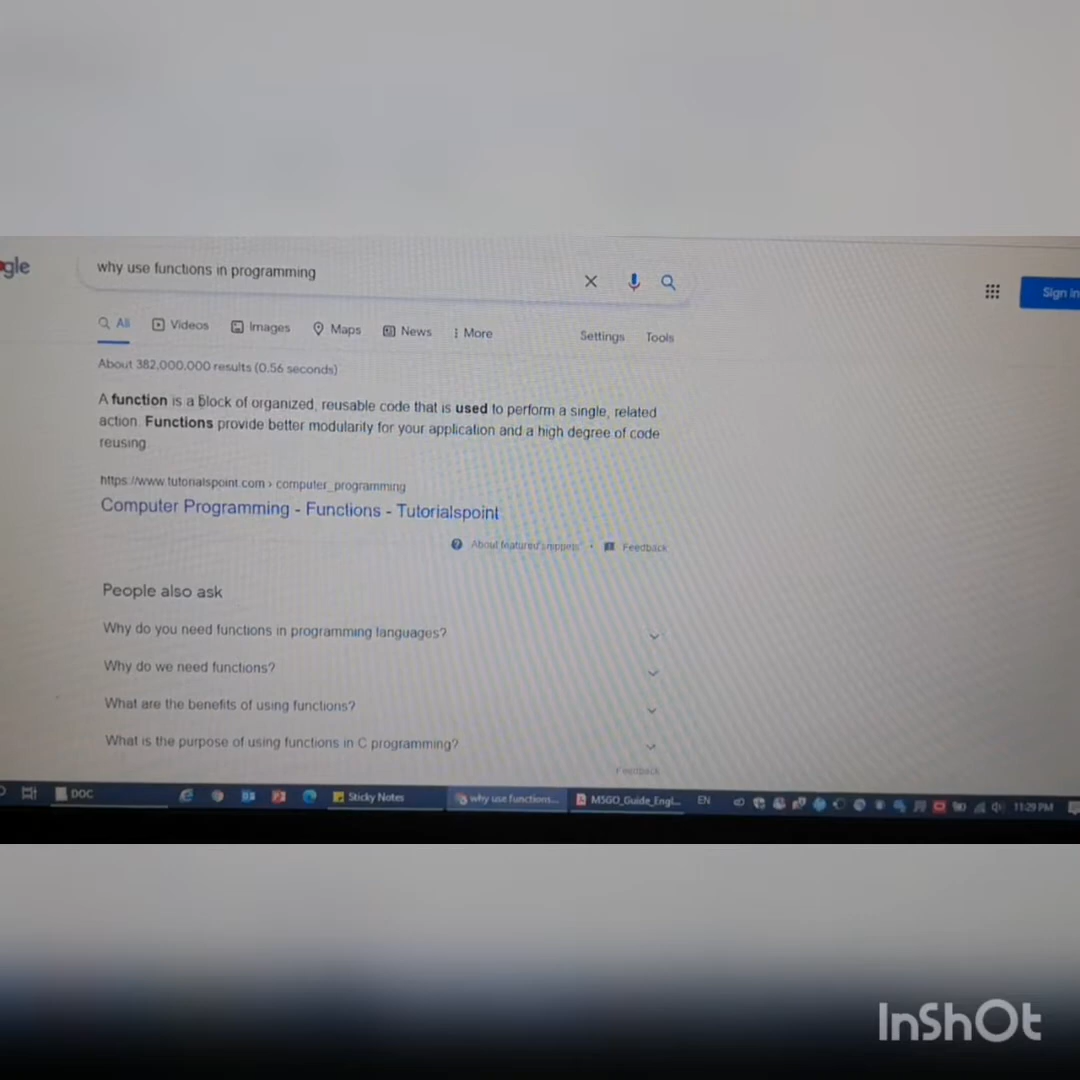 gle
why use functions in programming
Sign in
All Videos Images Maps News More Settings Tools
About 382,000,000 results (0.56 seconds)
A function is a block of organized, reusable code that is used to perform a single, related
action. Functions provide better modularity for your application and a high degree of code
reusing.
https://www.tutorialspoint.com › computer_programming
Computer Programming - Functions - Tutorialspoint
About featured snippets • Feedback
People also ask
Why do you need functions in programming languages?
Why do we need functions?
What are the benefits of using functions?
What is the purpose of using functions in C programming?
Feedback
DOC Sticky Notes why use functions... M5GO_Guide_Engl... EN 11:29 PM
InShOt